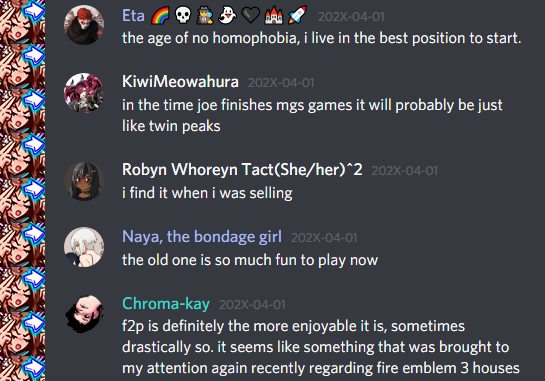 Eta 🌈💀🕵️👻🖤🏰🚀 202X-04-01
the age of no homophobia, i live in the best position to start.
KiwiMeowahura 202X-04-01
in the time joe finishes mgs games it will probably be just
like twin peaks
Robyn Whoreyn Tact(She/her)^2 202X-04-01
i find it when i was selling
Naya, the bondage girl 202X-04-01
the old one is so much fun to play now
Chroma-kay 202X-04-01
f2p is definitely the more enjoyable it is, sometimes
drastically so. it seems like something that was brought to
my attention again recently regarding fire emblem 3 houses